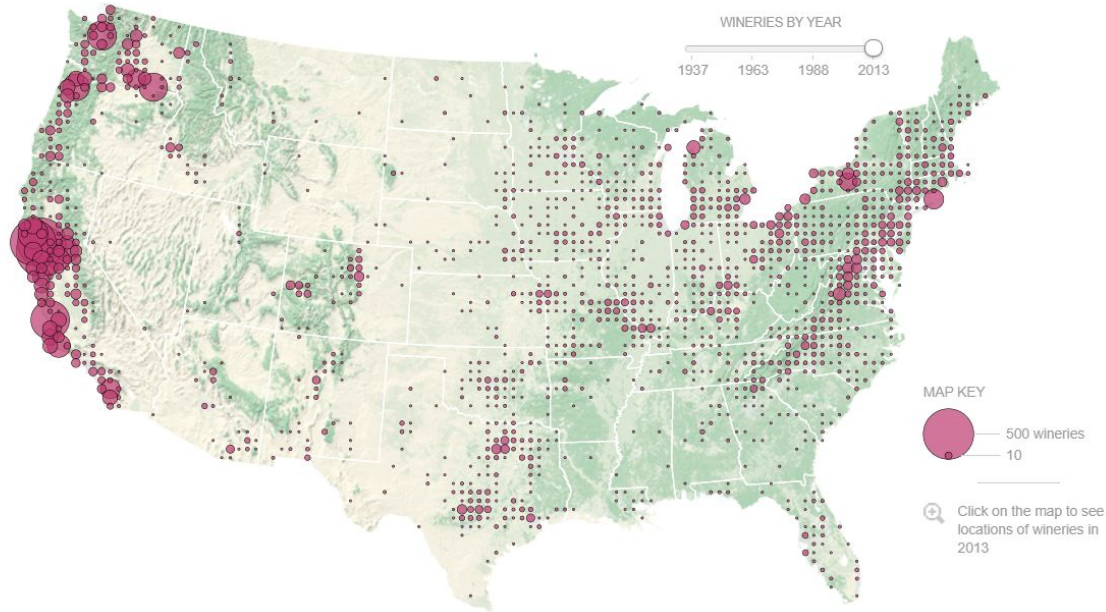 WINERIES BY YEAR
1937 1963 1988 2013
MAP KEY
500 wineries
10
Click on the map to see
locations of wineries in
2013